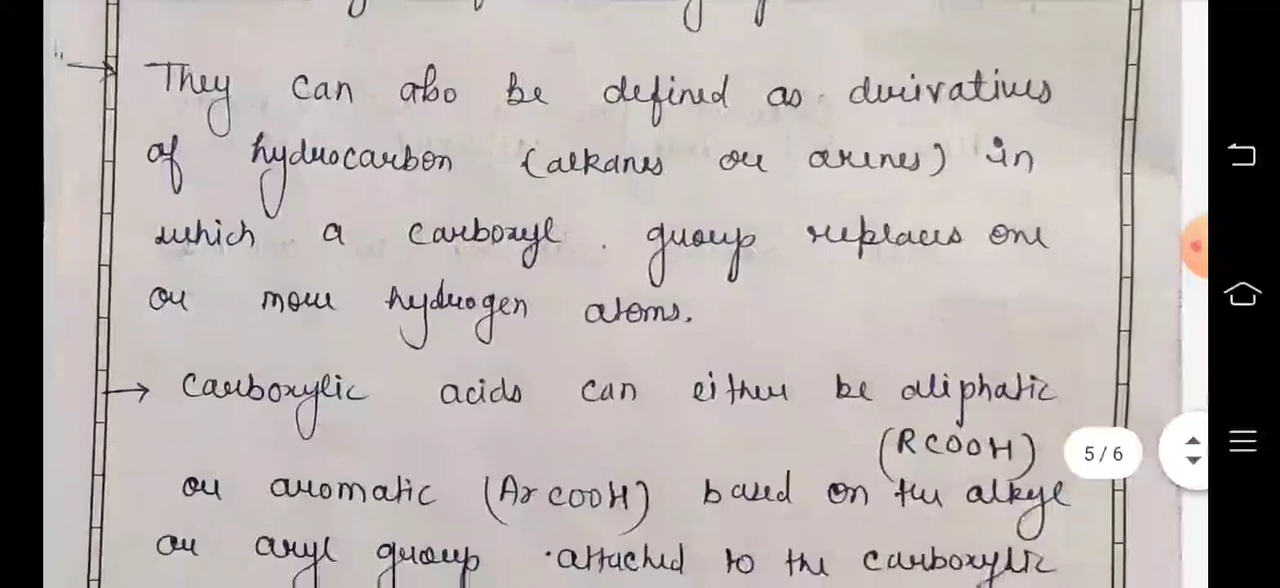 They can also be defined as derivatives
of hydrocarbon (alkanes or arenes) in
which a carboxyl group replaces one
or more hydrogen atoms.
→ Carboxylic acids can either be aliphatic
(RCOOH)
or aromatic (ArCOOH) based on the alkyl
or aryl group attached to the carboxylic
5/6